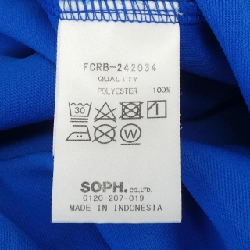 FCRB-242034
QUALITY
POLYESTER 100%
30
W
SOPH. CO.,LTD.
0120 207-019
MADE IN INDONESIA